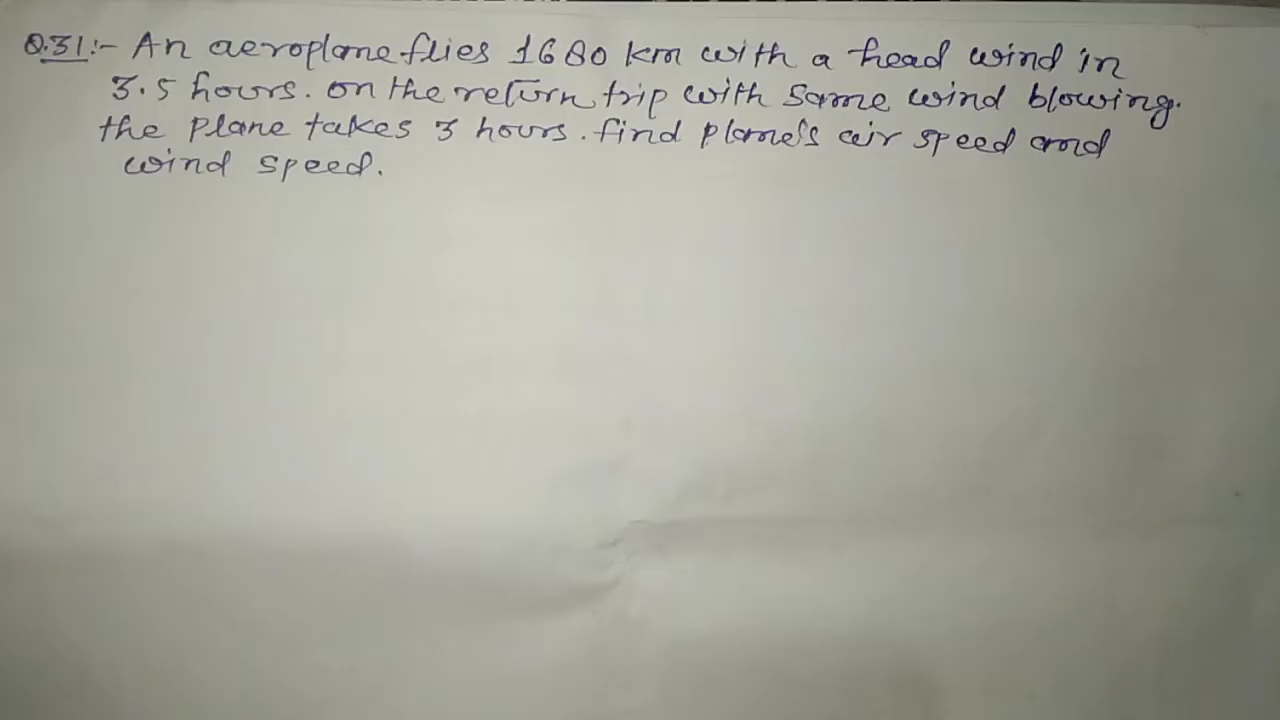 Q.31:- An aeroplane flies 1680 km with a head wind in
3.5 hours. on the return trip with same wind blowing.
the plane takes 3 hours. find plane's air speed and
wind speed.